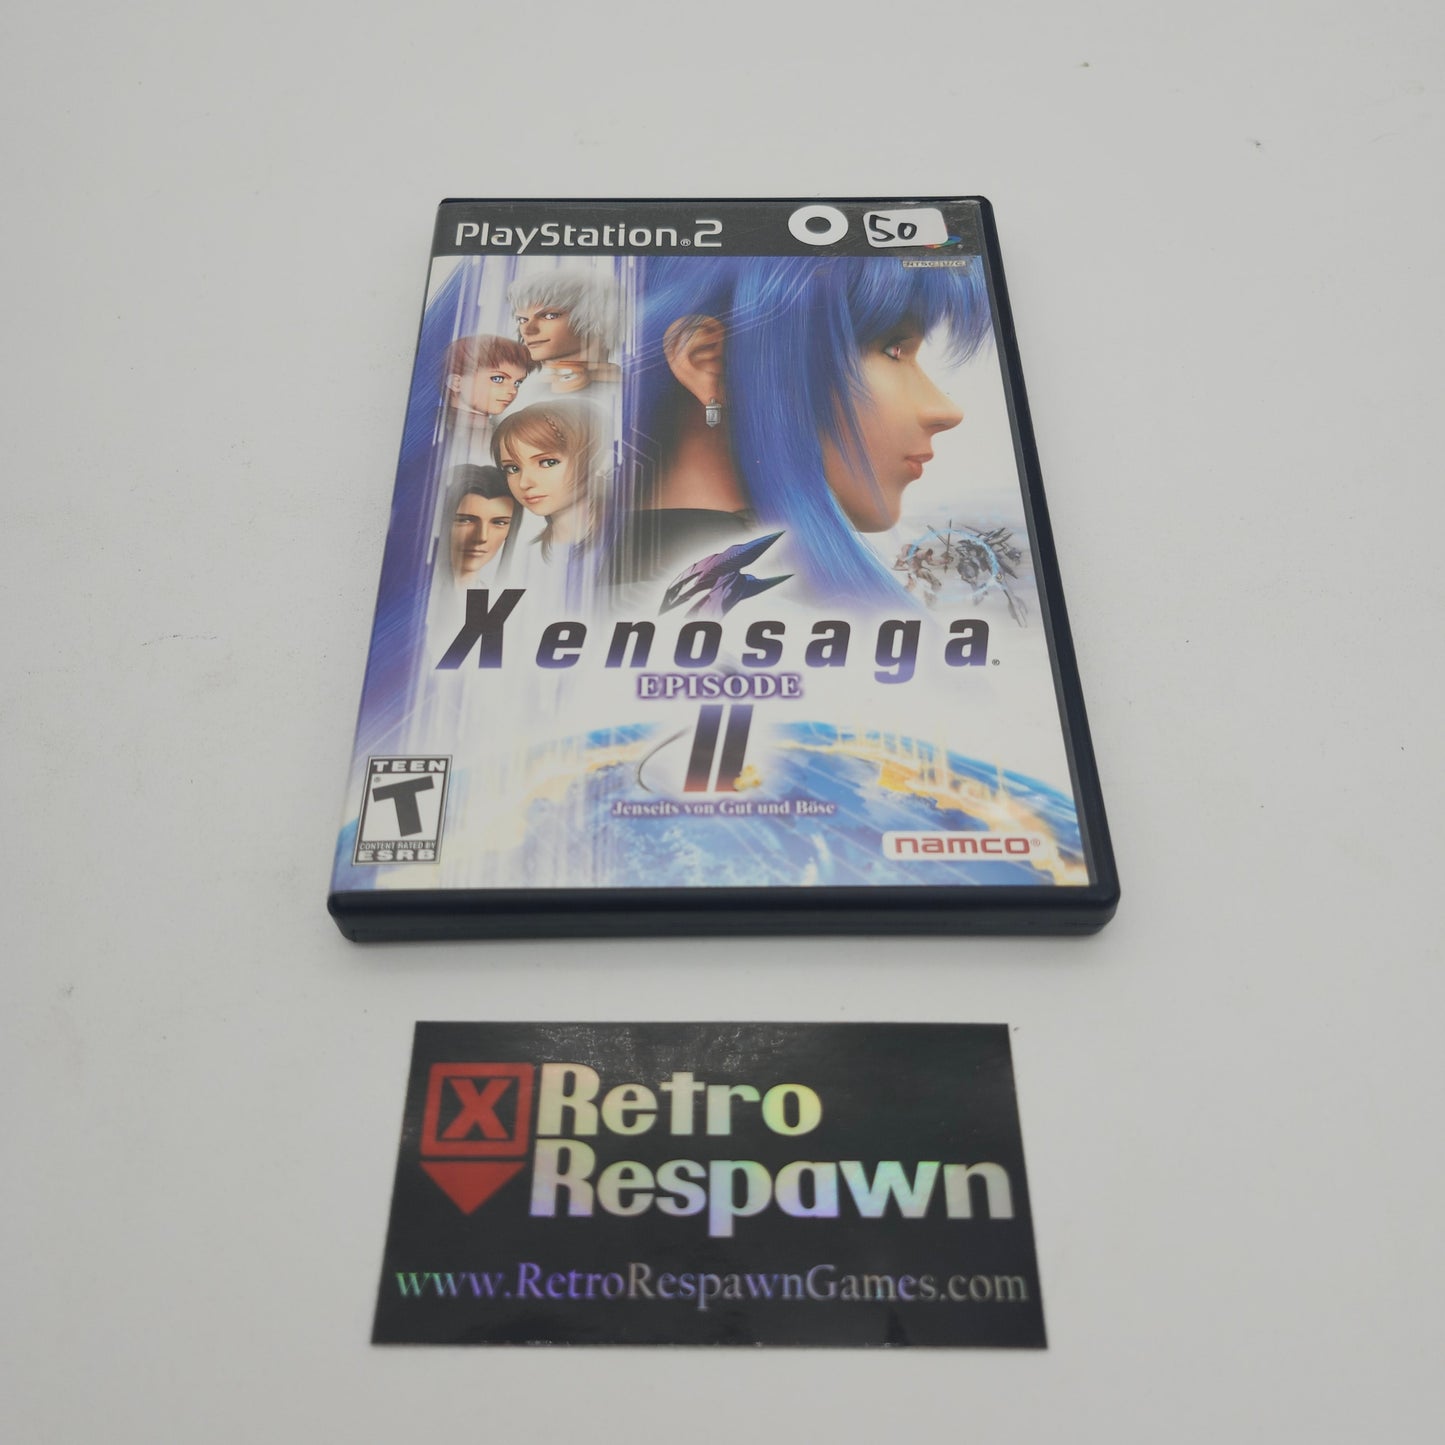 PlayStation®2
50
NTSC U/C
Xenosaga®
EPISODE
II
Jenseits von Gut und Böse
TEEN
T
CONTENT RATED BY
ESRB
namco®
X Retro
Respawn
www.RetroRespawnGames.com